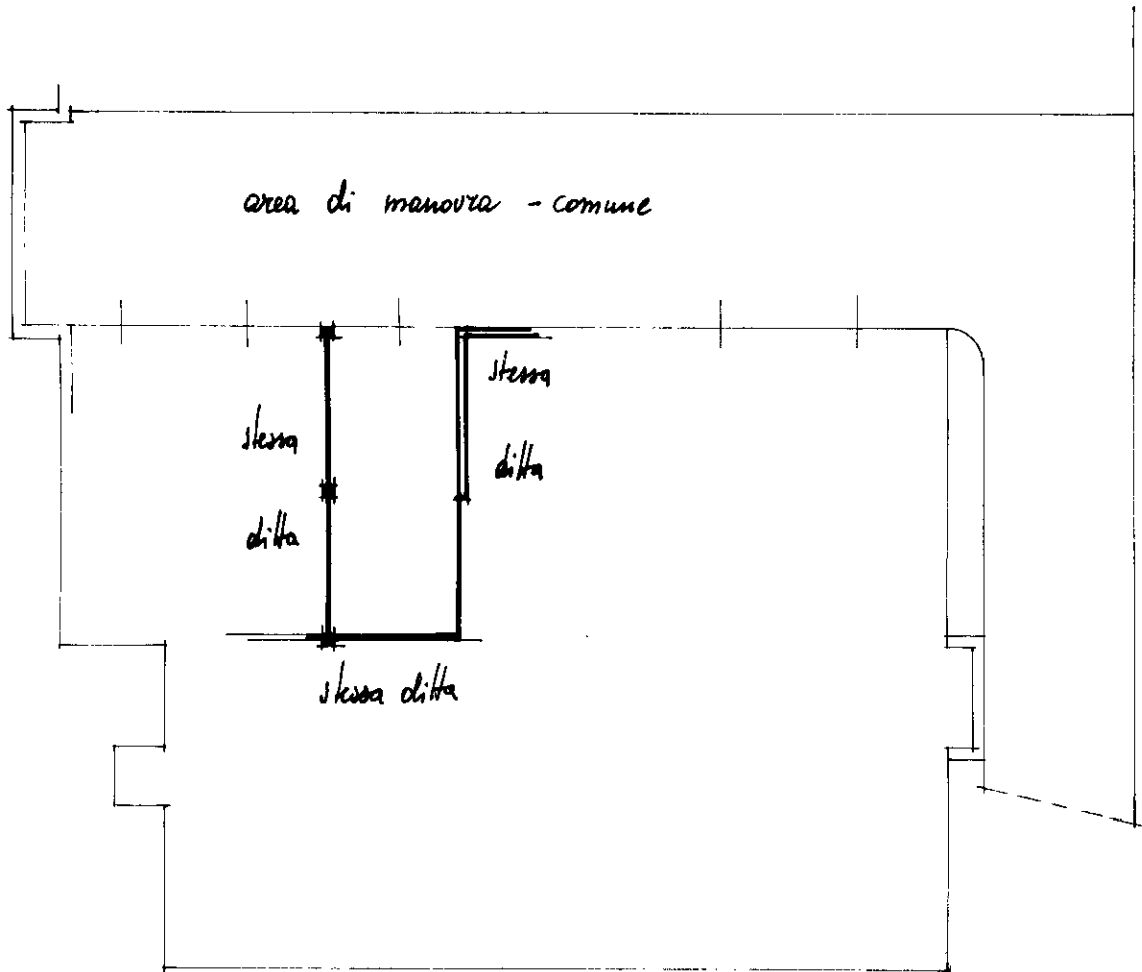 area di manovra - comune
stessa
ditta
stessa
ditta
stessa ditta